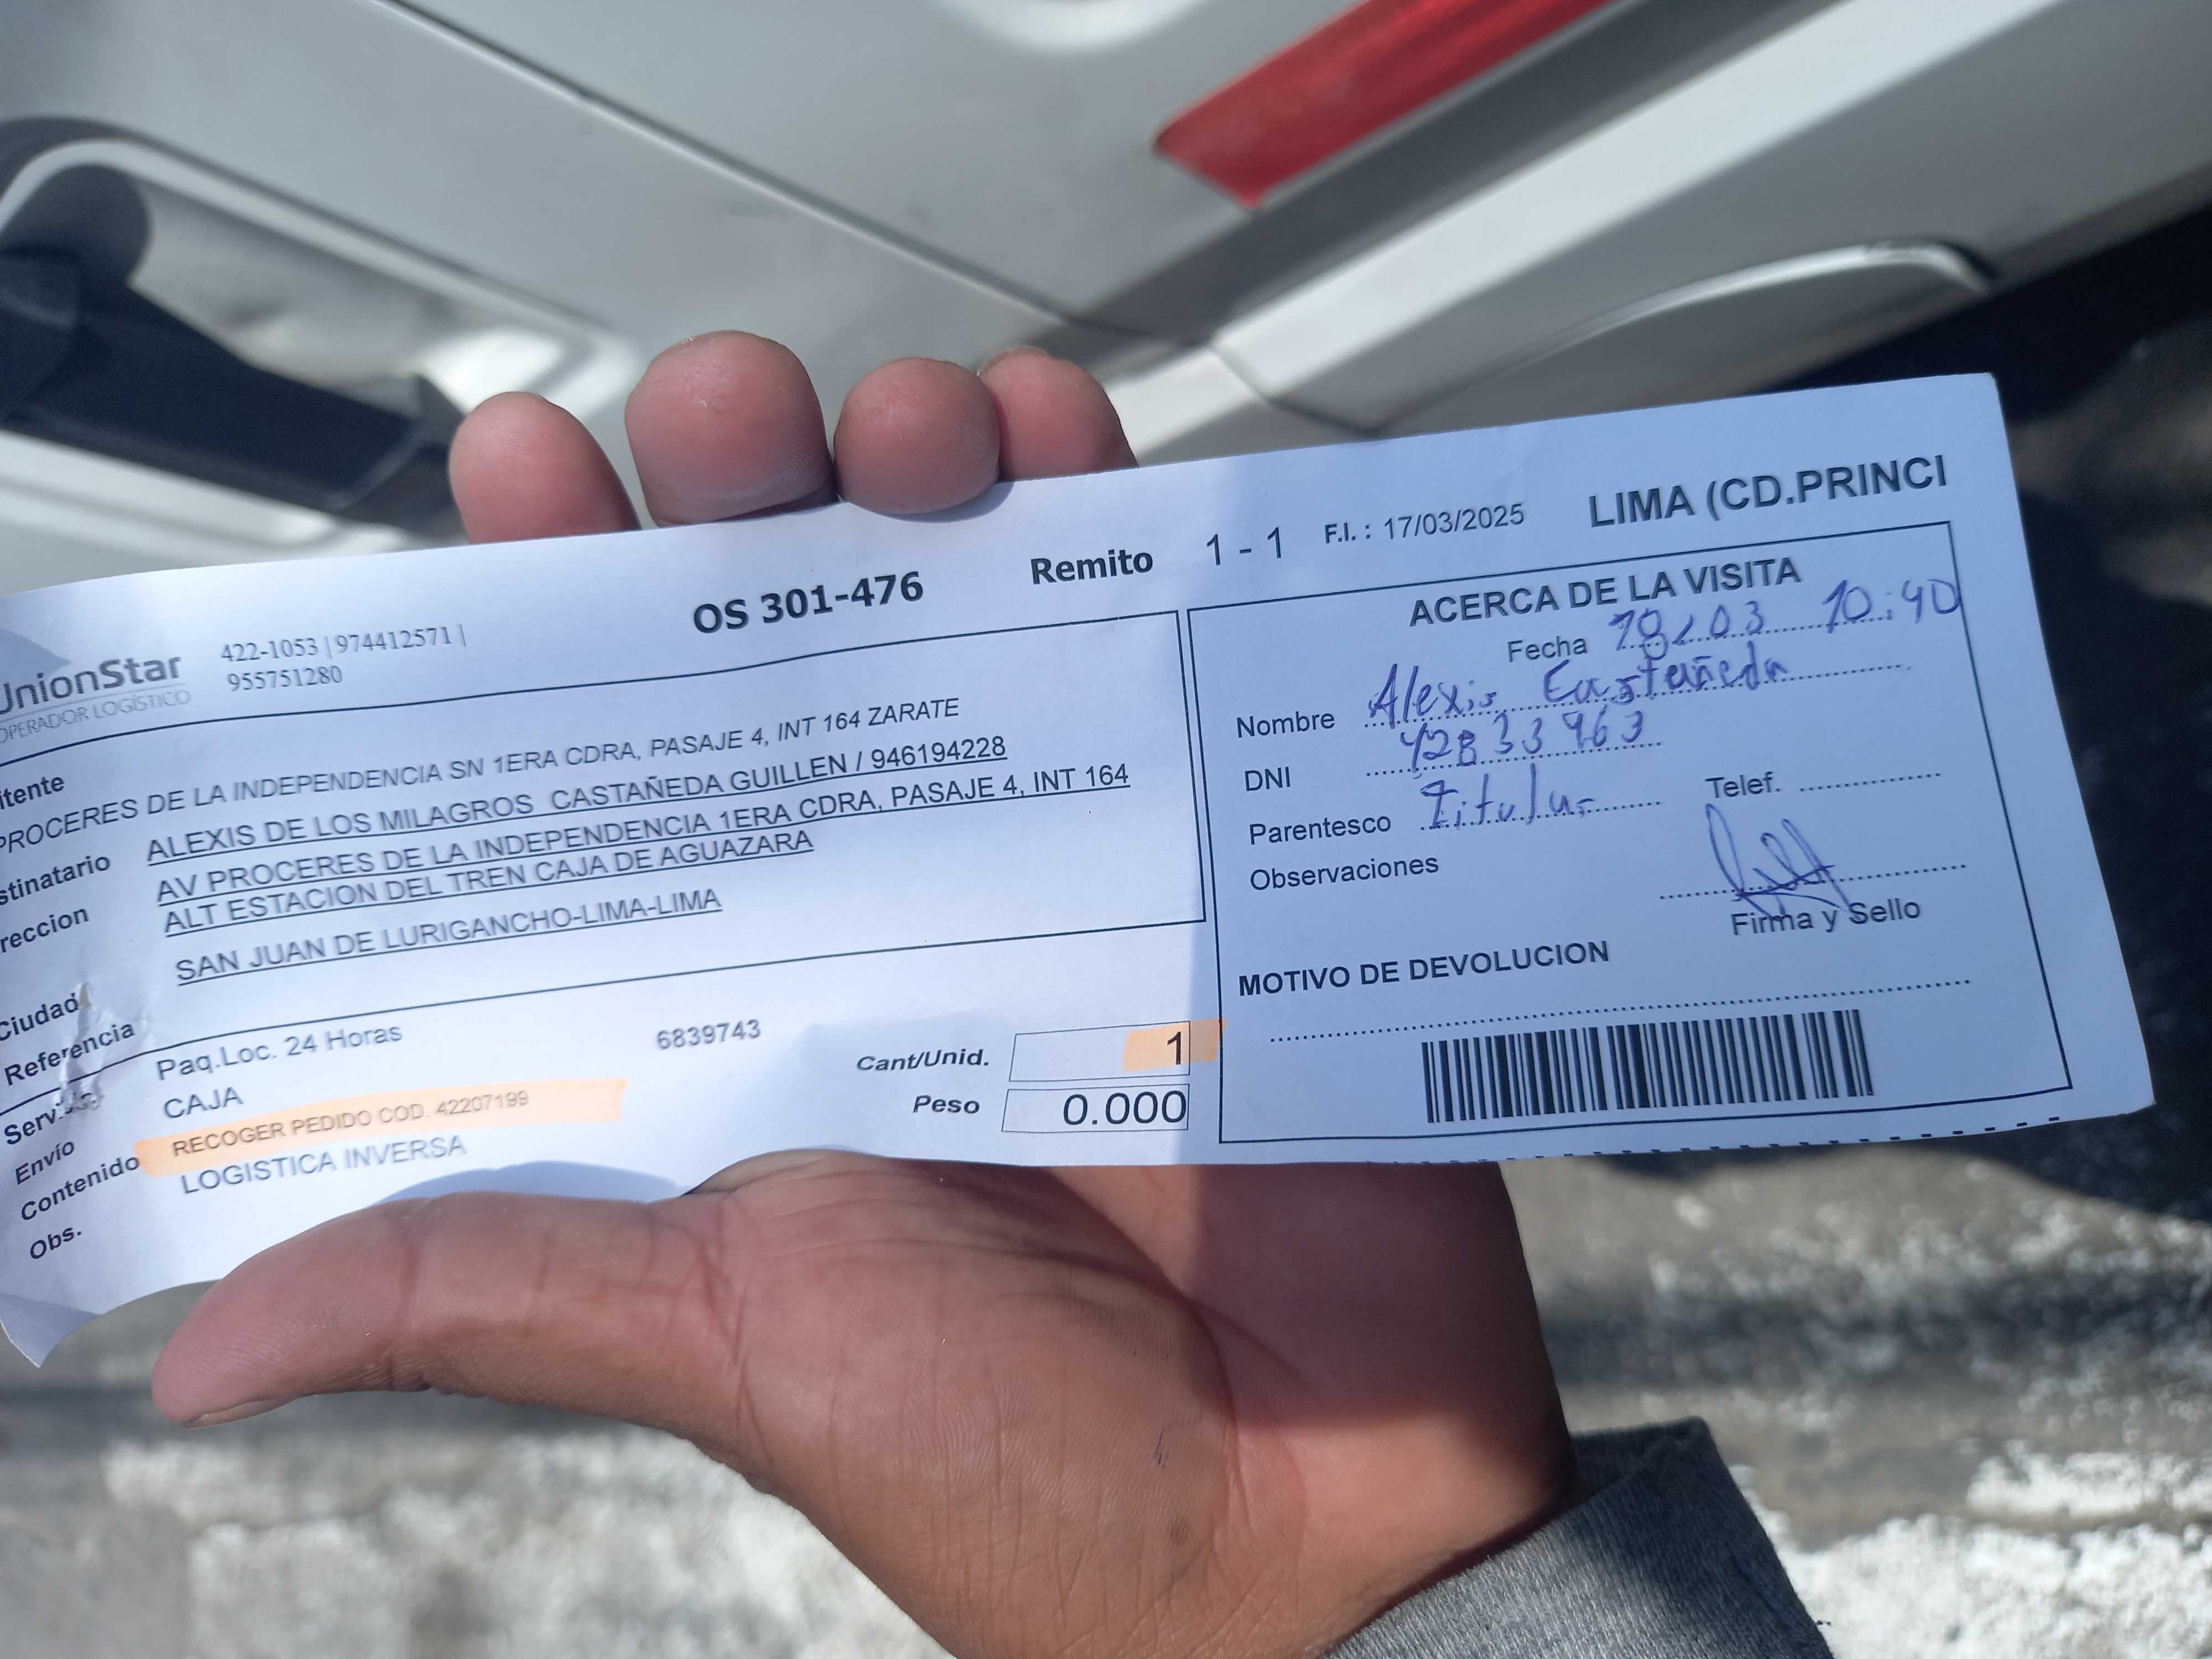 OS 301-476 Remito 1 - 1 F.I. : 17/03/2025 LIMA (CD.PRINCI
UnionStar
OPERADOR LOGÍSTICO
422-1053 | 974412571 |
955751280
itente
PROCERES DE LA INDEPENDENCIA SN 1ERA CDRA, PASAJE 4, INT 164 ZARATE
stinatario ALEXIS DE LOS MILAGROS CASTAÑEDA GUILLEN / 946194228
reccion AV PROCERES DE LA INDEPENDENCIA 1ERA CDRA, PASAJE 4, INT 164
ALT ESTACION DEL TREN CAJA DE AGUAZARA
Ciudad SAN JUAN DE LURIGANCHO-LIMA-LIMA
Referencia
Paq.Loc. 24 Horas 6839743
Envío CAJA
Contenido RECOGER PEDIDO COD. 42207199
Obs. LOGISTICA INVERSA
Cant/Unid. 1
Peso 0.000
ACERCA DE LA VISITA
Fecha 18/03 10:40
Nombre Alexis Castañeda
DNI 42833963
Parentesco Titular Telef.
Observaciones
Firma y Sello
MOTIVO DE DEVOLUCION